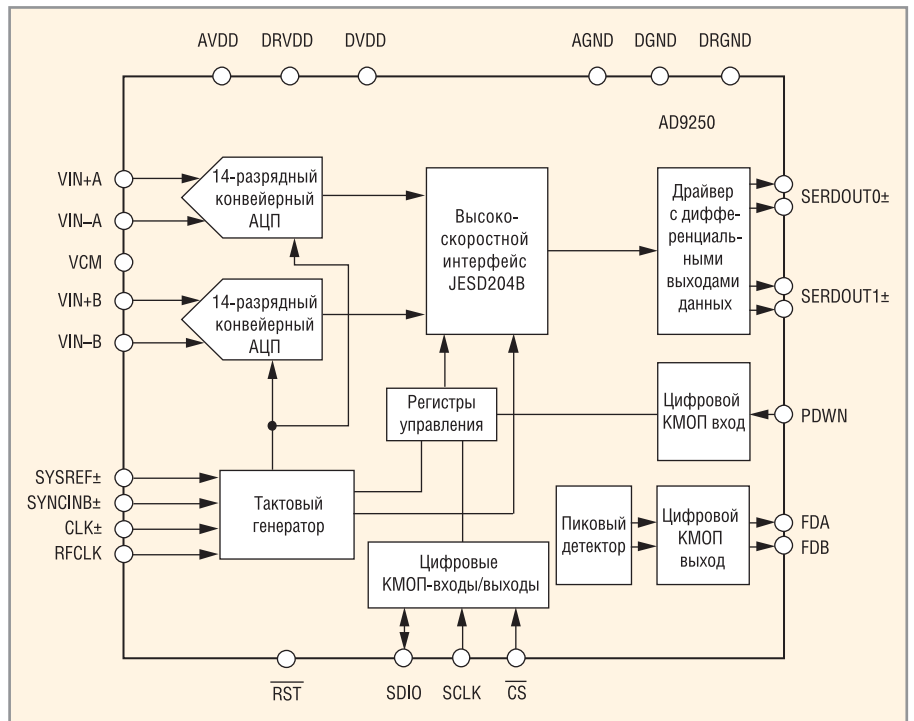 AVDD DRVDD DVDD AGND DGND DRGND
AD9250
VIN+A
VIN–A
VCM
VIN+B
VIN–B
14-разрядный
конвейерный
АЦП
14-разрядный
конвейерный
АЦП
Высоко-
скоростной
интерфейс
JESD204B
Драйвер
с диффе-
ренциаль-
ными
выходами
данных
SERDOUT0±
SERDOUT1±
Регистры
управления
Цифровой
КМОП вход
PDWN
SYSREF±
SYNCINB±
CLK±
RFCLK
Тактовый
генератор
Пиковый
детектор
Цифровой
КМОП
выход
FDA
FDB
Цифровые
КМОП-входы/выходы
RST SDIO SCLK CS